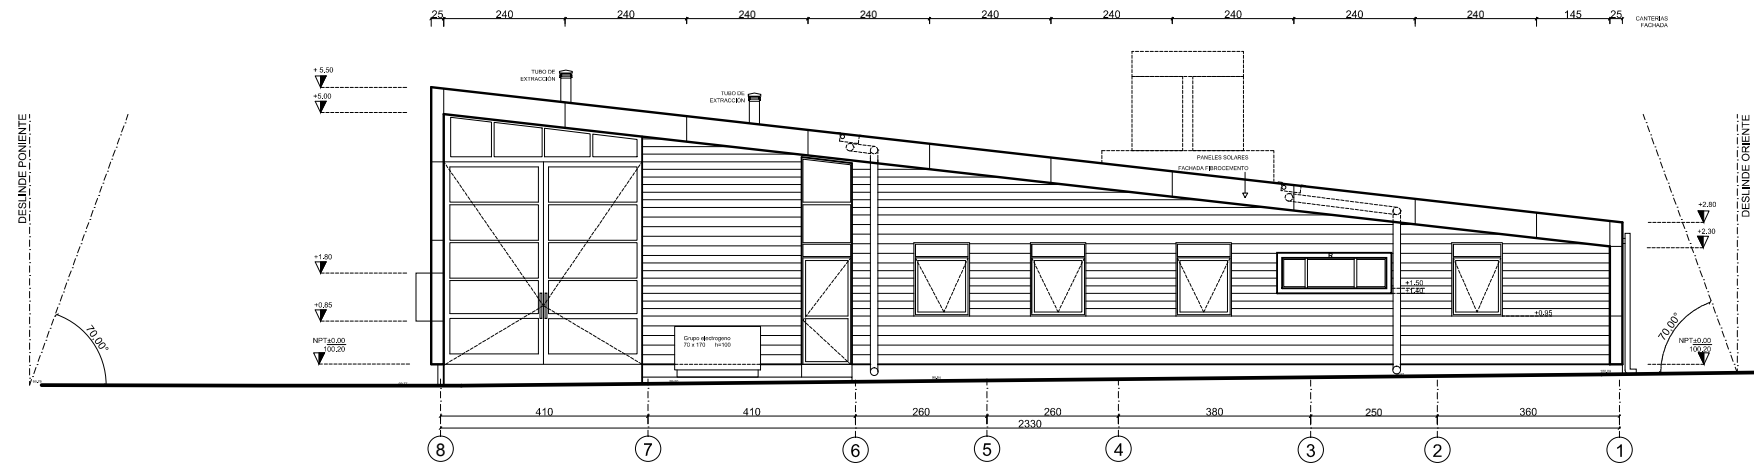 25 240 240 240 240 240 240 240 240 240 145 25
CANTERIAS
FACHADA
+ 5,50
+5,00
TUBO DE
EXTRACCIÓN
TUBO DE
EXTRACCIÓN
PANELES SOLARES
FACHADA FIBROCEMENTO
DESLINDE PONIENTE
DESLINDE ORIENTE
+2.80
+2.30
+1.80
+0.85
R
+1.50
+1.40
+0.95
NPT±0.00
100.20
NPT±0.00
100.20
70.00°
70.00°
Grupo electrogeno
70 x 170 h=100
410 410 260 260 380 250 360
2330
8 7 6 5 4 3 2 1